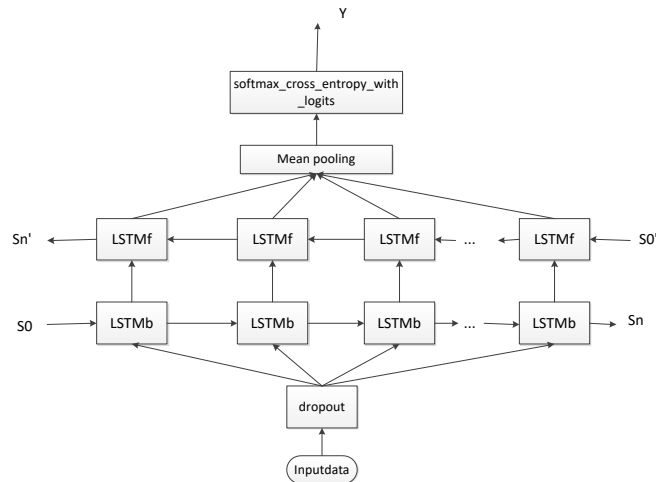 Y
softmax_cross_entropy_with
_logits
Mean pooling
Sn'
LSTMf
LSTMf
LSTMf
...
LSTMf
S0'
S0
LSTMb
LSTMb
LSTMb
...
LSTMb
Sn
dropout
Inputdata